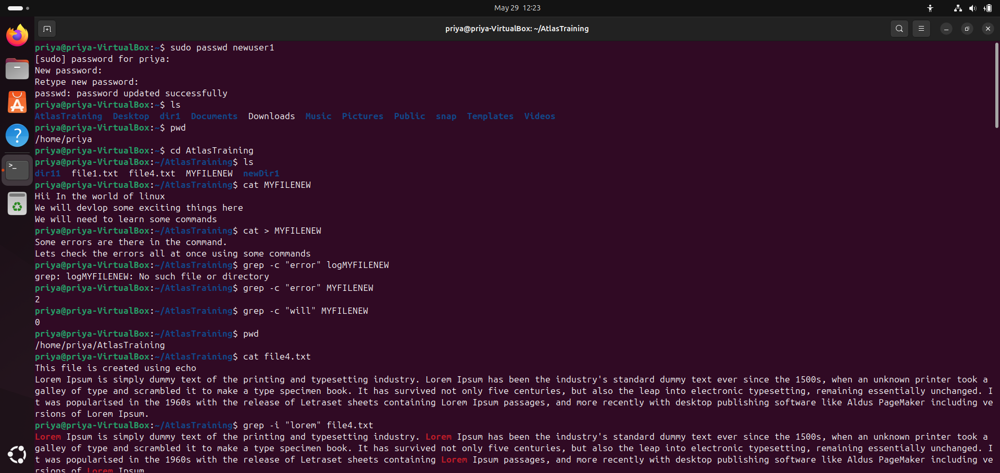 May 29 12:23
priya@priya-VirtualBox: ~/AtlasTraining
priya@priya-VirtualBox:~$ sudo passwd newuser1
[sudo] password for priya:
New password:
Retype new password:
passwd: password updated successfully
priya@priya-VirtualBox:~$ ls
AtlasTraining  Desktop  dir1  Documents  Downloads  Music  Pictures  Public  snap  Templates  Videos
priya@priya-VirtualBox:~$ pwd
/home/priya
priya@priya-VirtualBox:~$ cd AtlasTraining
priya@priya-VirtualBox:~/AtlasTraining$ ls
dir11  file1.txt  file4.txt  MYFILENEW  newDir1
priya@priya-VirtualBox:~/AtlasTraining$ cat MYFILENEW
Hii In the world of linux
We will devlop some exciting things here
We will need to learn some commands
priya@priya-VirtualBox:~/AtlasTraining$ cat > MYFILENEW
Some errors are there in the command.
Lets check the errors all at once using some commands
priya@priya-VirtualBox:~/AtlasTraining$ grep -c "error" logMYFILENEW
grep: logMYFILENEW: No such file or directory
priya@priya-VirtualBox:~/AtlasTraining$ grep -c "error" MYFILENEW
2
priya@priya-VirtualBox:~/AtlasTraining$ grep -c "will" MYFILENEW
0
priya@priya-VirtualBox:~/AtlasTraining$ pwd
/home/priya/AtlasTraining
priya@priya-VirtualBox:~/AtlasTraining$ cat file4.txt
This file is created using echo
Lorem Ipsum is simply dummy text of the printing and typesetting industry. Lorem Ipsum has been the industry's standard dummy text ever since the 1500s, when an unknown printer took a
galley of type and scrambled it to make a type specimen book. It has survived not only five centuries, but also the leap into electronic typesetting, remaining essentially unchanged. I
t was popularised in the 1960s with the release of Letraset sheets containing Lorem Ipsum passages, and more recently with desktop publishing software like Aldus PageMaker including ve
rsions of Lorem Ipsum.
priya@priya-VirtualBox:~/AtlasTraining$ grep -i "lorem" file4.txt
Lorem Ipsum is simply dummy text of the printing and typesetting industry. Lorem Ipsum has been the industry's standard dummy text ever since the 1500s, when an unknown printer took a
galley of type and scrambled it to make a type specimen book. It has survived not only five centuries, but also the leap into electronic typesetting, remaining essentially unchanged. I
t was popularised in the 1960s with the release of Letraset sheets containing Lorem Ipsum passages, and more recently with desktop publishing software like Aldus PageMaker including ve
rsions of Lorem Ipsum.